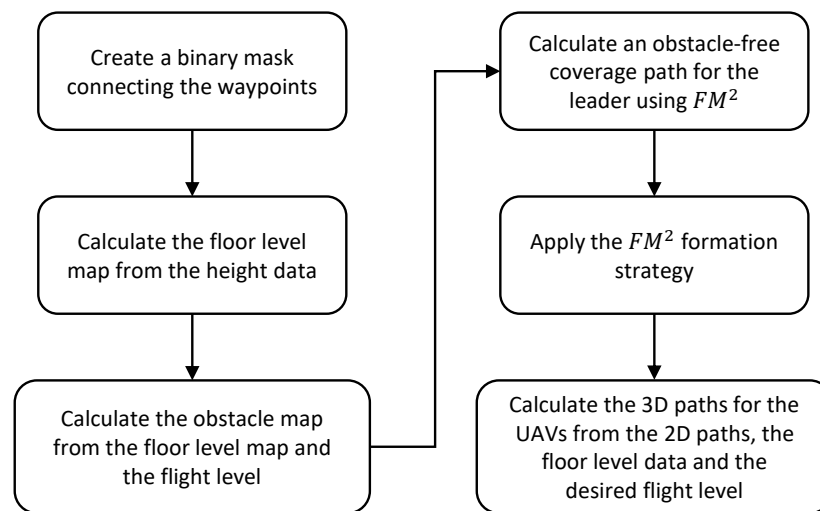 Create a binary mask
connecting the waypoints
Calculate the floor level
map from the height data
Calculate the obstacle map
from the floor level map and
the flight level
Calculate an obstacle-free
coverage path for the
leader using FM²
Apply the FM² formation
strategy
Calculate the 3D paths for the
UAVs from the 2D paths, the
floor level data and the
desired flight level